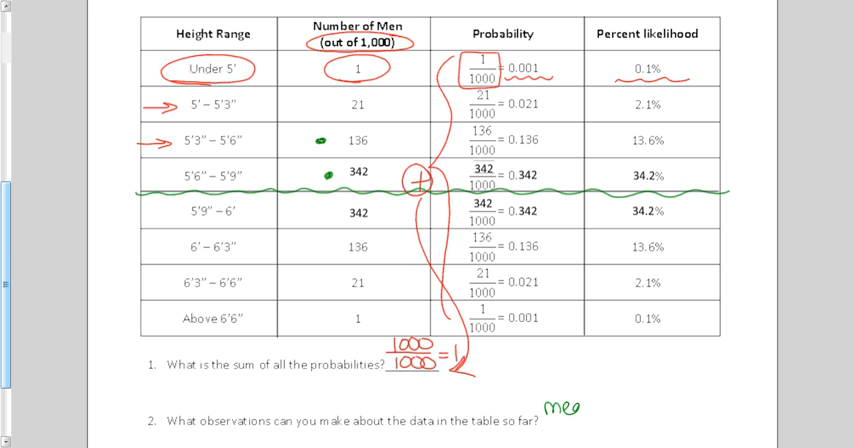 Height Range Number of Men (out of 1,000) Probability Percent likelihood
Under 5' 1 1/1000 = 0.001 0.1%
5' – 5'3" 21 21/1000 = 0.021 2.1%
5'3" – 5'6" 136 136/1000 = 0.136 13.6%
5'6" – 5'9" 342 342/1000 = 0.342 34.2%
+
5'9" – 6' 342 342/1000 = 0.342 34.2%
6' – 6'3" 136 136/1000 = 0.136 13.6%
6'3" – 6'6" 21 21/1000 = 0.021 2.1%
Above 6'6" 1 1/1000 = 0.001 0.1%
1. What is the sum of all the probabilities? 1000/1000 = 1
2. What observations can you make about the data in the table so far? mea